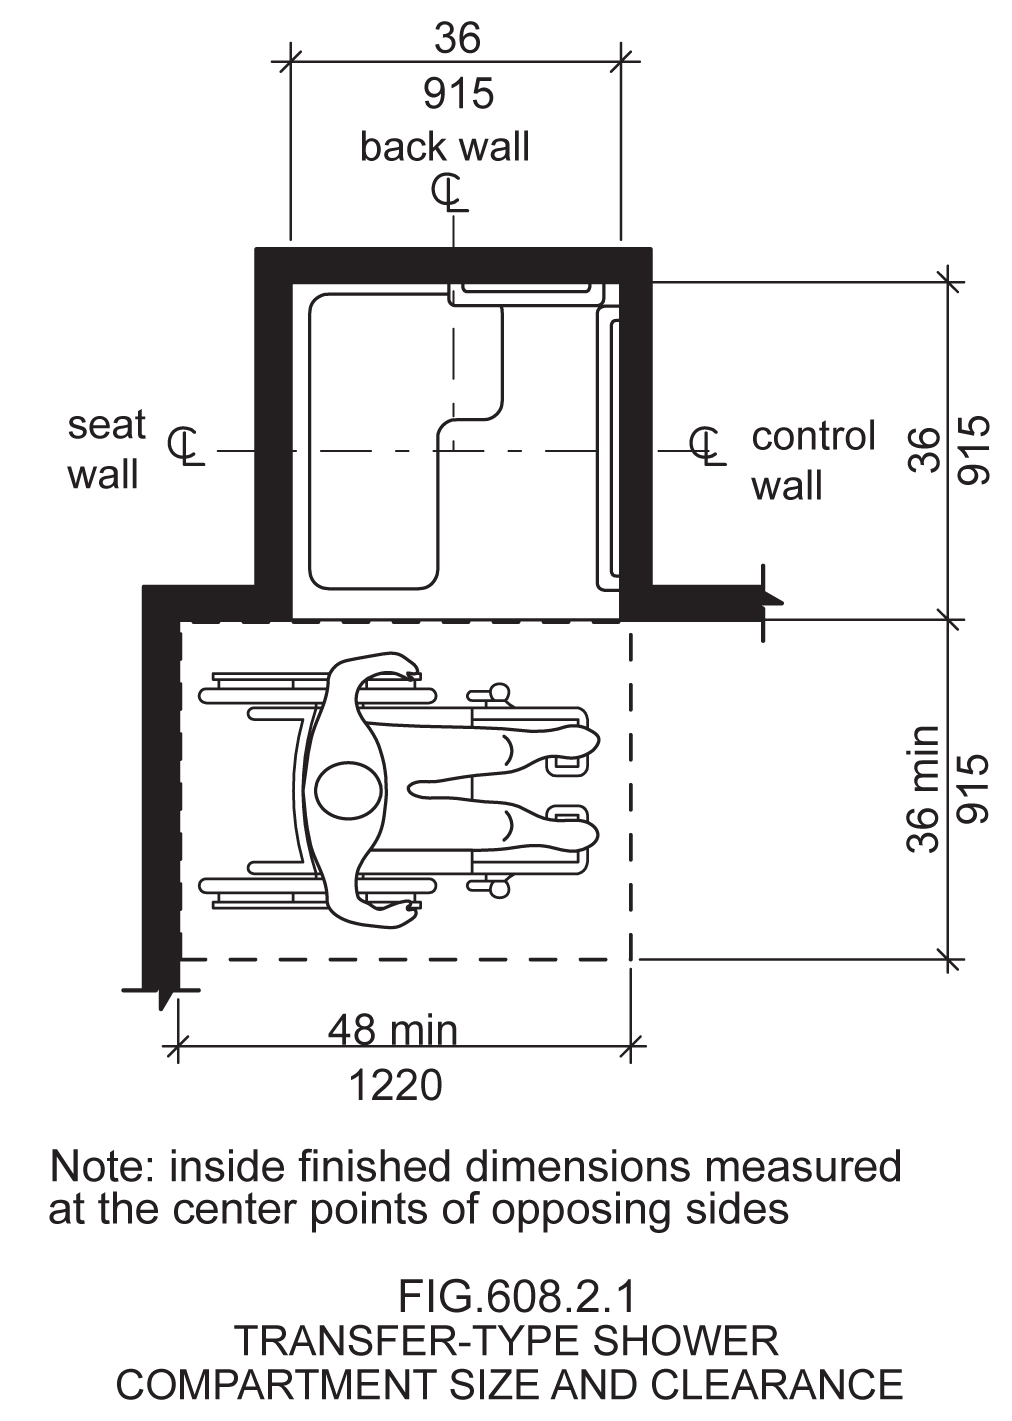 36
915
back wall
℄
seat
wall
℄
℄
control
wall
36
915
36 min
915
48 min
1220
Note: inside finished dimensions measured
at the center points of opposing sides
FIG.608.2.1
TRANSFER-TYPE SHOWER
COMPARTMENT SIZE AND CLEARANCE